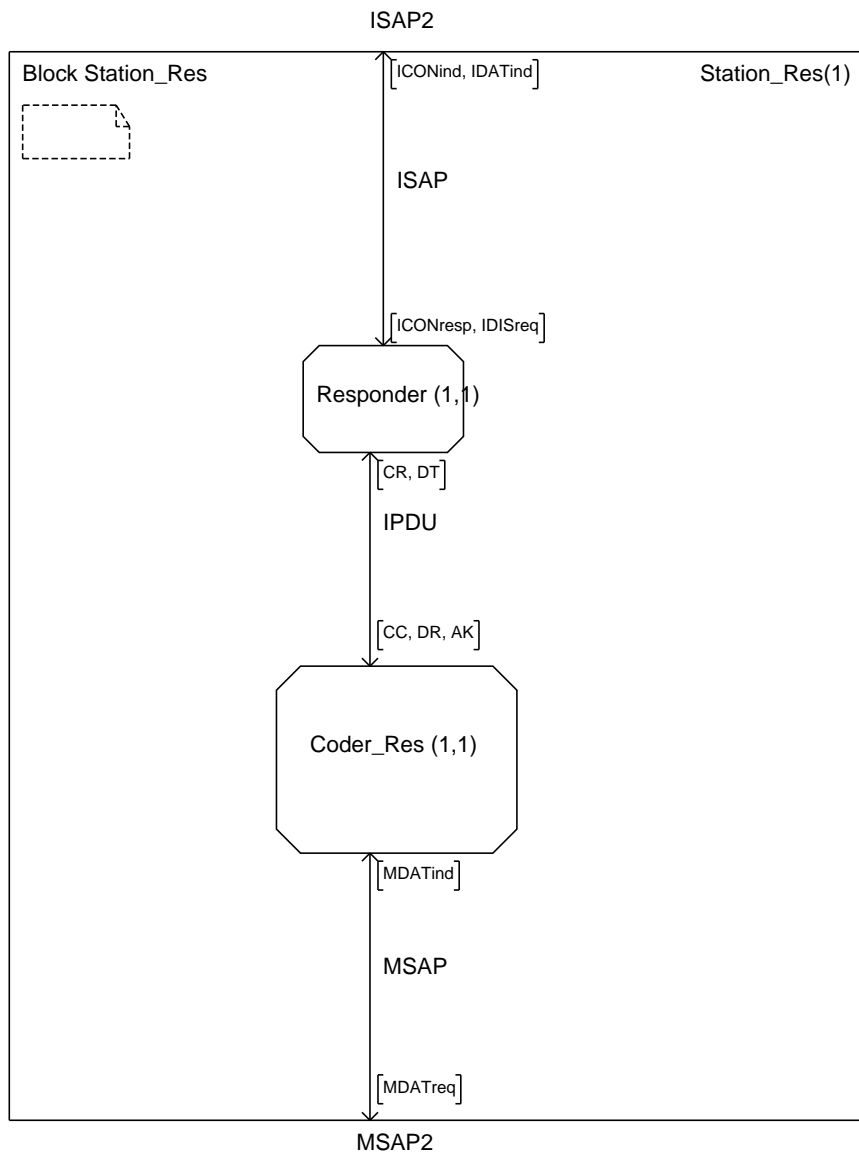 ISAP2
Block Station_Res
[ICONind, IDATind]
Station_Res(1)
ISAP
[ICONresp, IDISreq]
Responder (1,1)
[CR, DT]
IPDU
[CC, DR, AK]
Coder_Res (1,1)
[MDATind]
MSAP
[MDATreq]
MSAP2